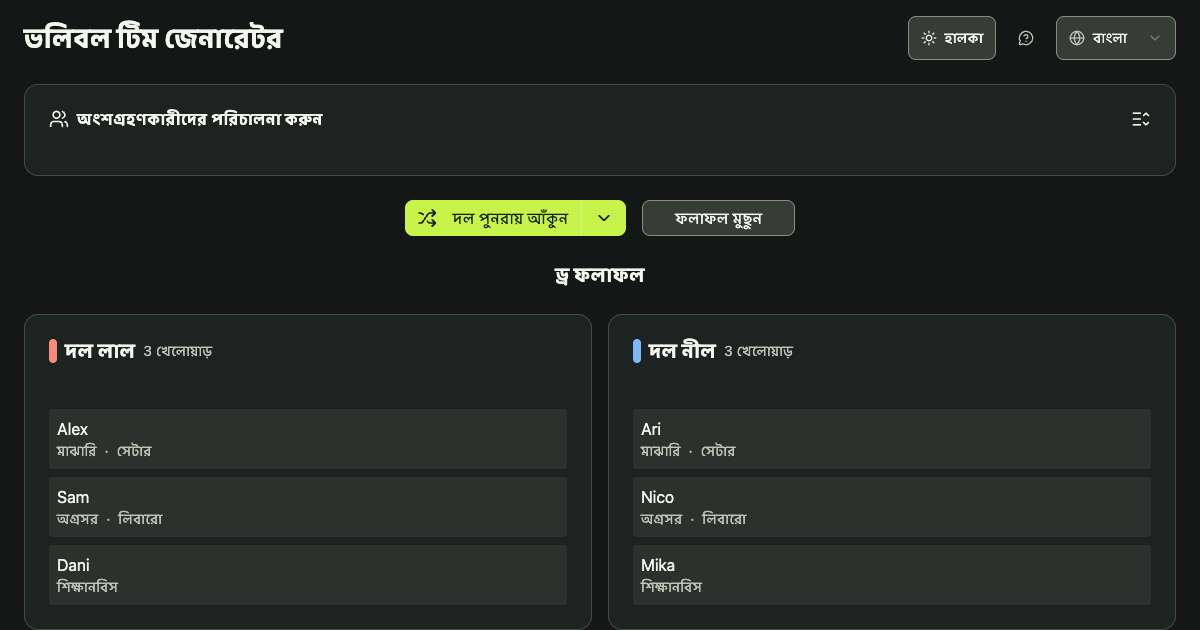 ভলিবল টিম জেনারেটর
হালকা
বাংলা
অংশগ্রহণকারীদের পরিচালনা করুন
দল পুনরায় আঁকুন
ফলাফল মুছুন
ড্র ফলাফল
দল লাল 3 খেলোয়াড়
Alex
মাঝারি · সেটার
Sam
অগ্রসর · লিবারো
Dani
শিক্ষানবিস
দল নীল 3 খেলোয়াড়
Ari
মাঝারি · সেটার
Nico
অগ্রসর · লিবারো
Mika
শিক্ষানবিস